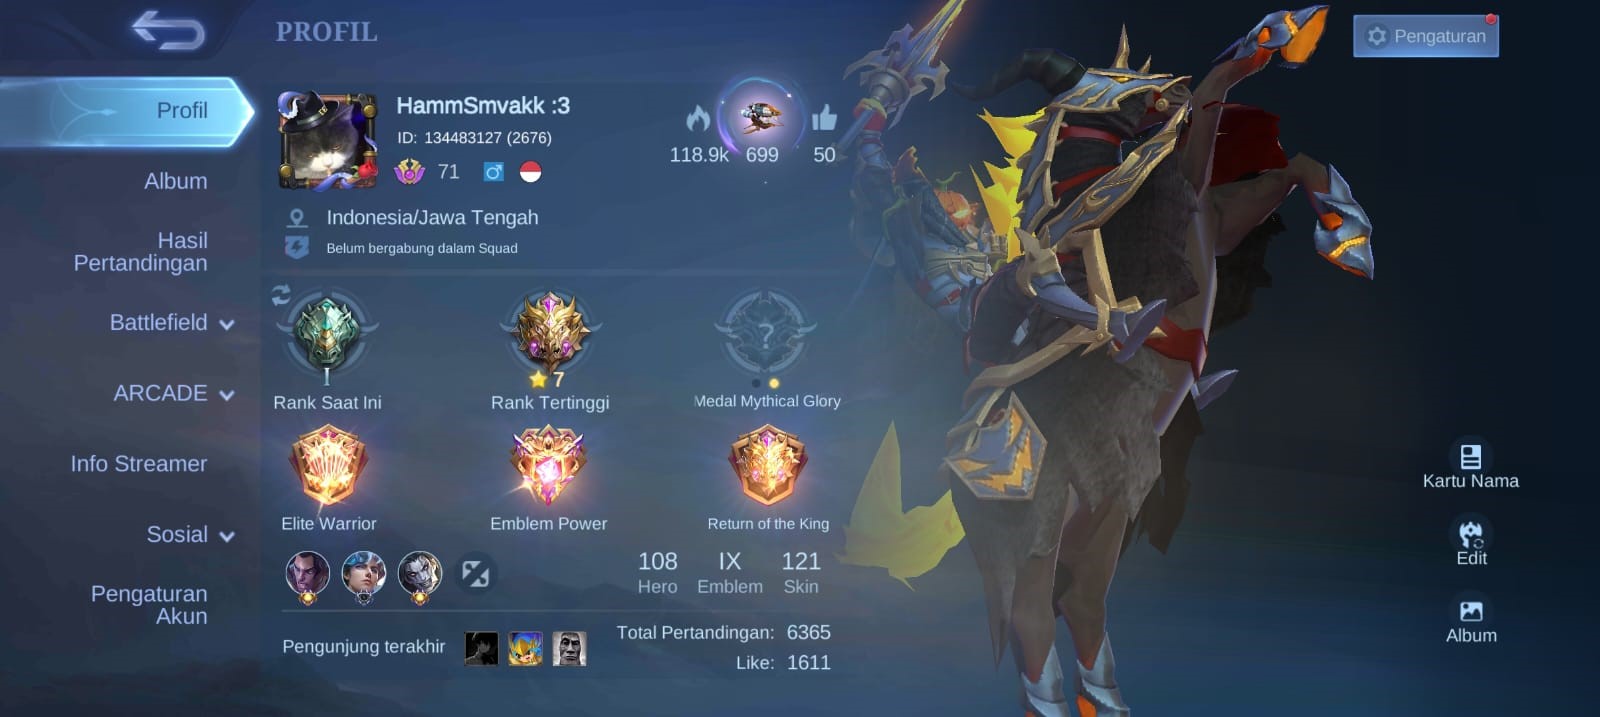 PROFIL
Pengaturan
Profil
Album
Hasil
Pertandingan
Battlefield
ARCADE
Info Streamer
Sosial
Pengaturan
Akun
HammSmvakk :3
ID: 134483127 (2676)
71
118.9k
699
50
Indonesia/Jawa Tengah
Belum bergabung dalam Squad
I
Rank Saat Ini
7
Rank Tertinggi
?
Medal Mythical Glory
Elite Warrior
Emblem Power
Return of the King
108
Hero
IX
Emblem
121
Skin
Pengunjung terakhir
Total Pertandingan: 6365
Like: 1611
Kartu Nama
Edit
Album